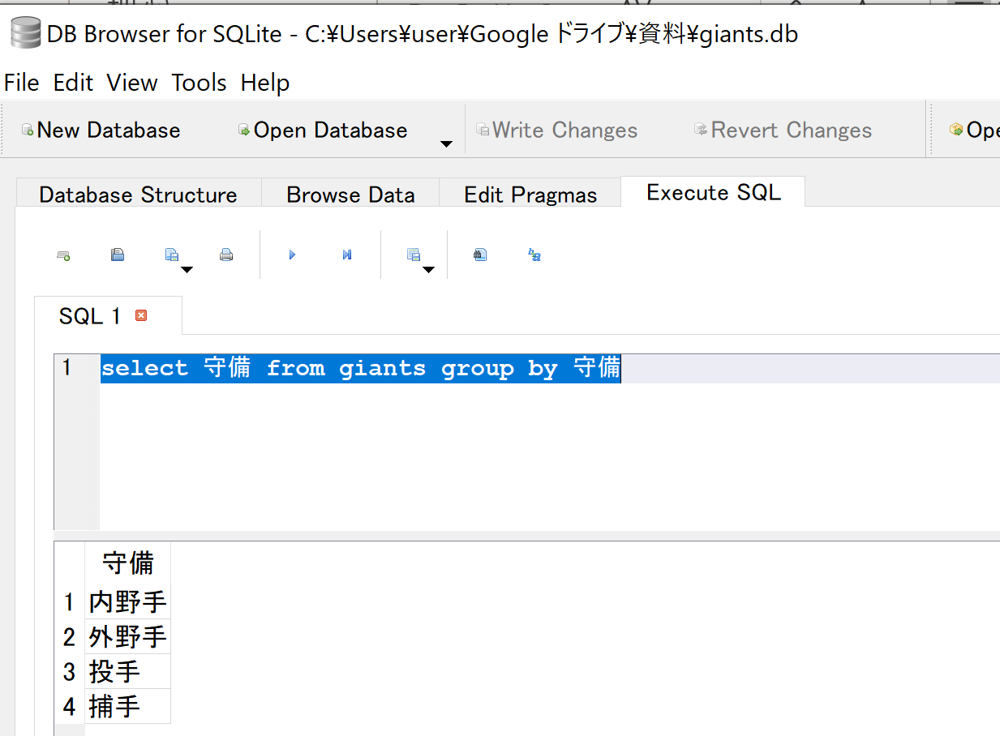 DB Browser for SQLite - C:¥Users¥user¥Google ドライブ¥資料¥giants.db
File Edit View Tools Help
New Database Open Database Write Changes Revert Changes Ope
Database Structure Browse Data Edit Pragmas Execute SQL
SQL 1
1 select 守備 from giants group by 守備
守備
1 内野手
2 外野手
3 投手
4 捕手